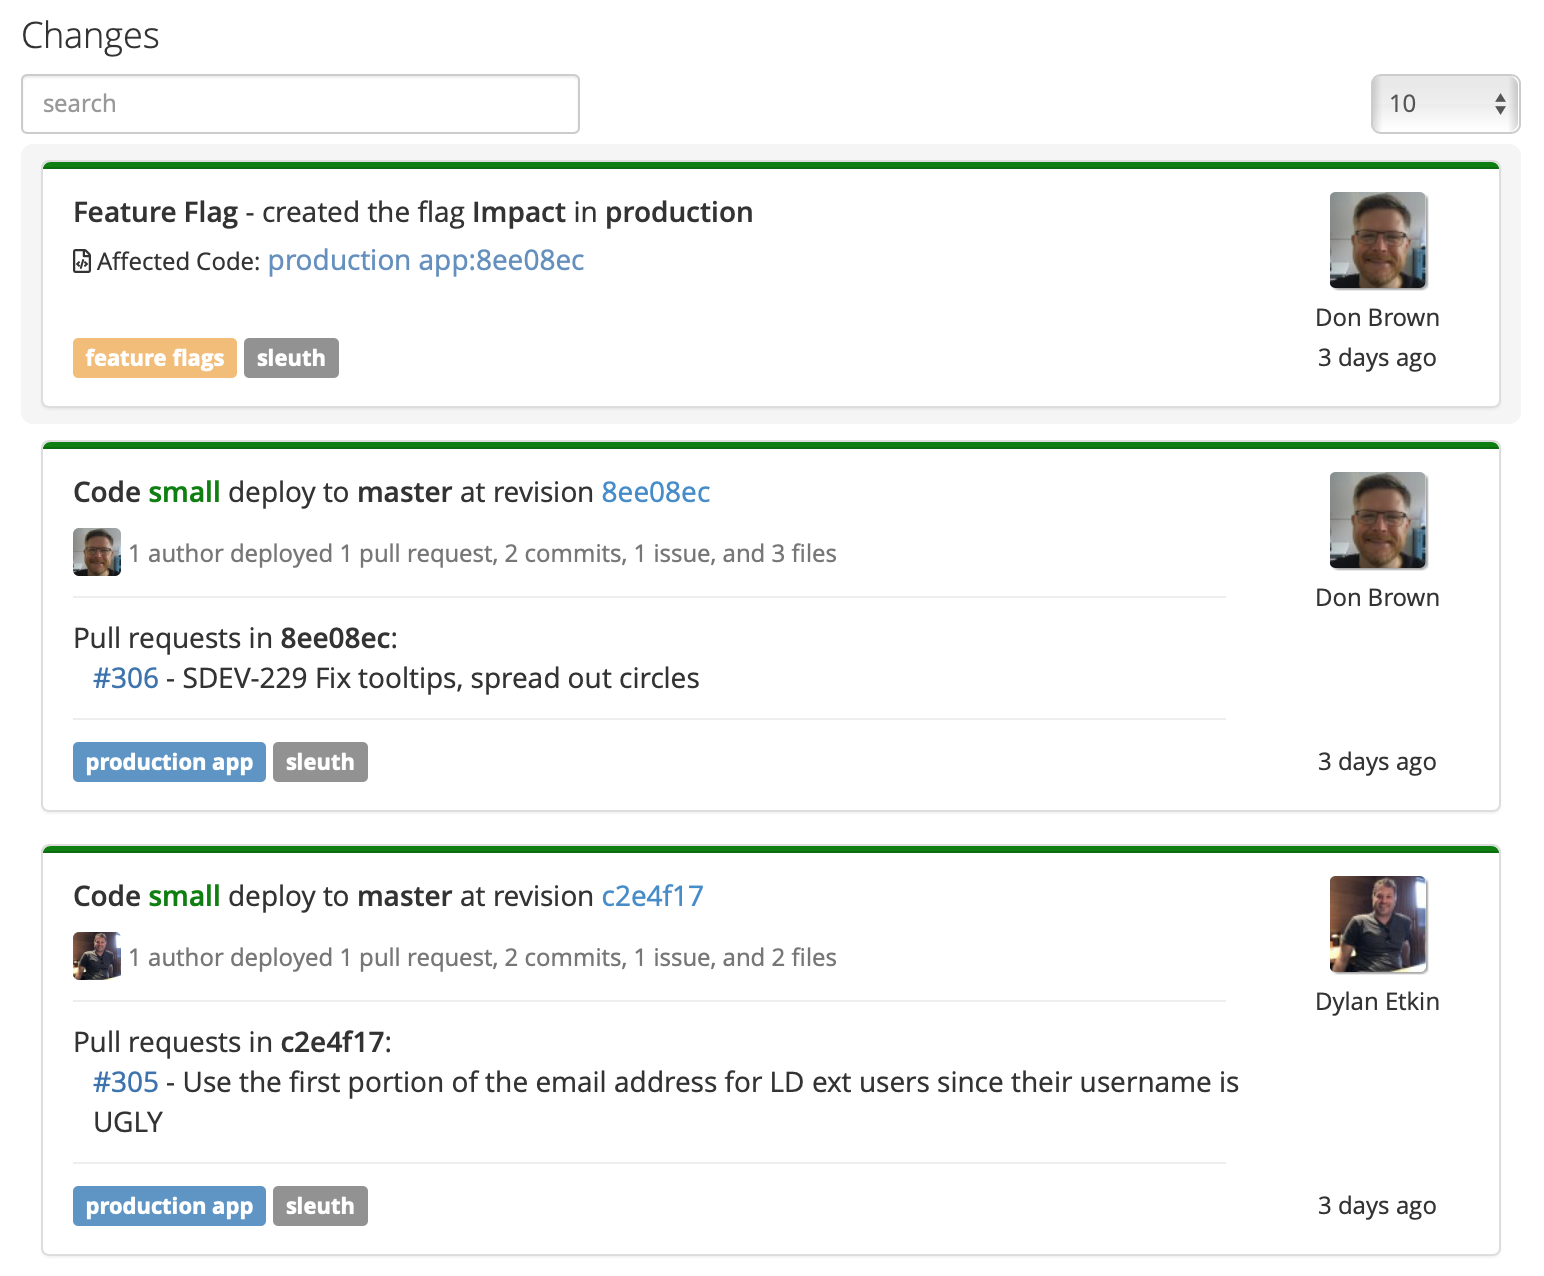 Changes
search
10
Feature Flag - created the flag Impact in production
Affected Code: production app:8ee08ec
Don Brown
feature flags sleuth
3 days ago
Code small deploy to master at revision 8ee08ec
1 author deployed 1 pull request, 2 commits, 1 issue, and 3 files
Don Brown
Pull requests in 8ee08ec:
#306 - SDEV-229 Fix tooltips, spread out circles
production app sleuth
3 days ago
Code small deploy to master at revision c2e4f17
1 author deployed 1 pull request, 2 commits, 1 issue, and 2 files
Dylan Etkin
Pull requests in c2e4f17:
#305 - Use the first portion of the email address for LD ext users since their username is
UGLY
production app sleuth
3 days ago